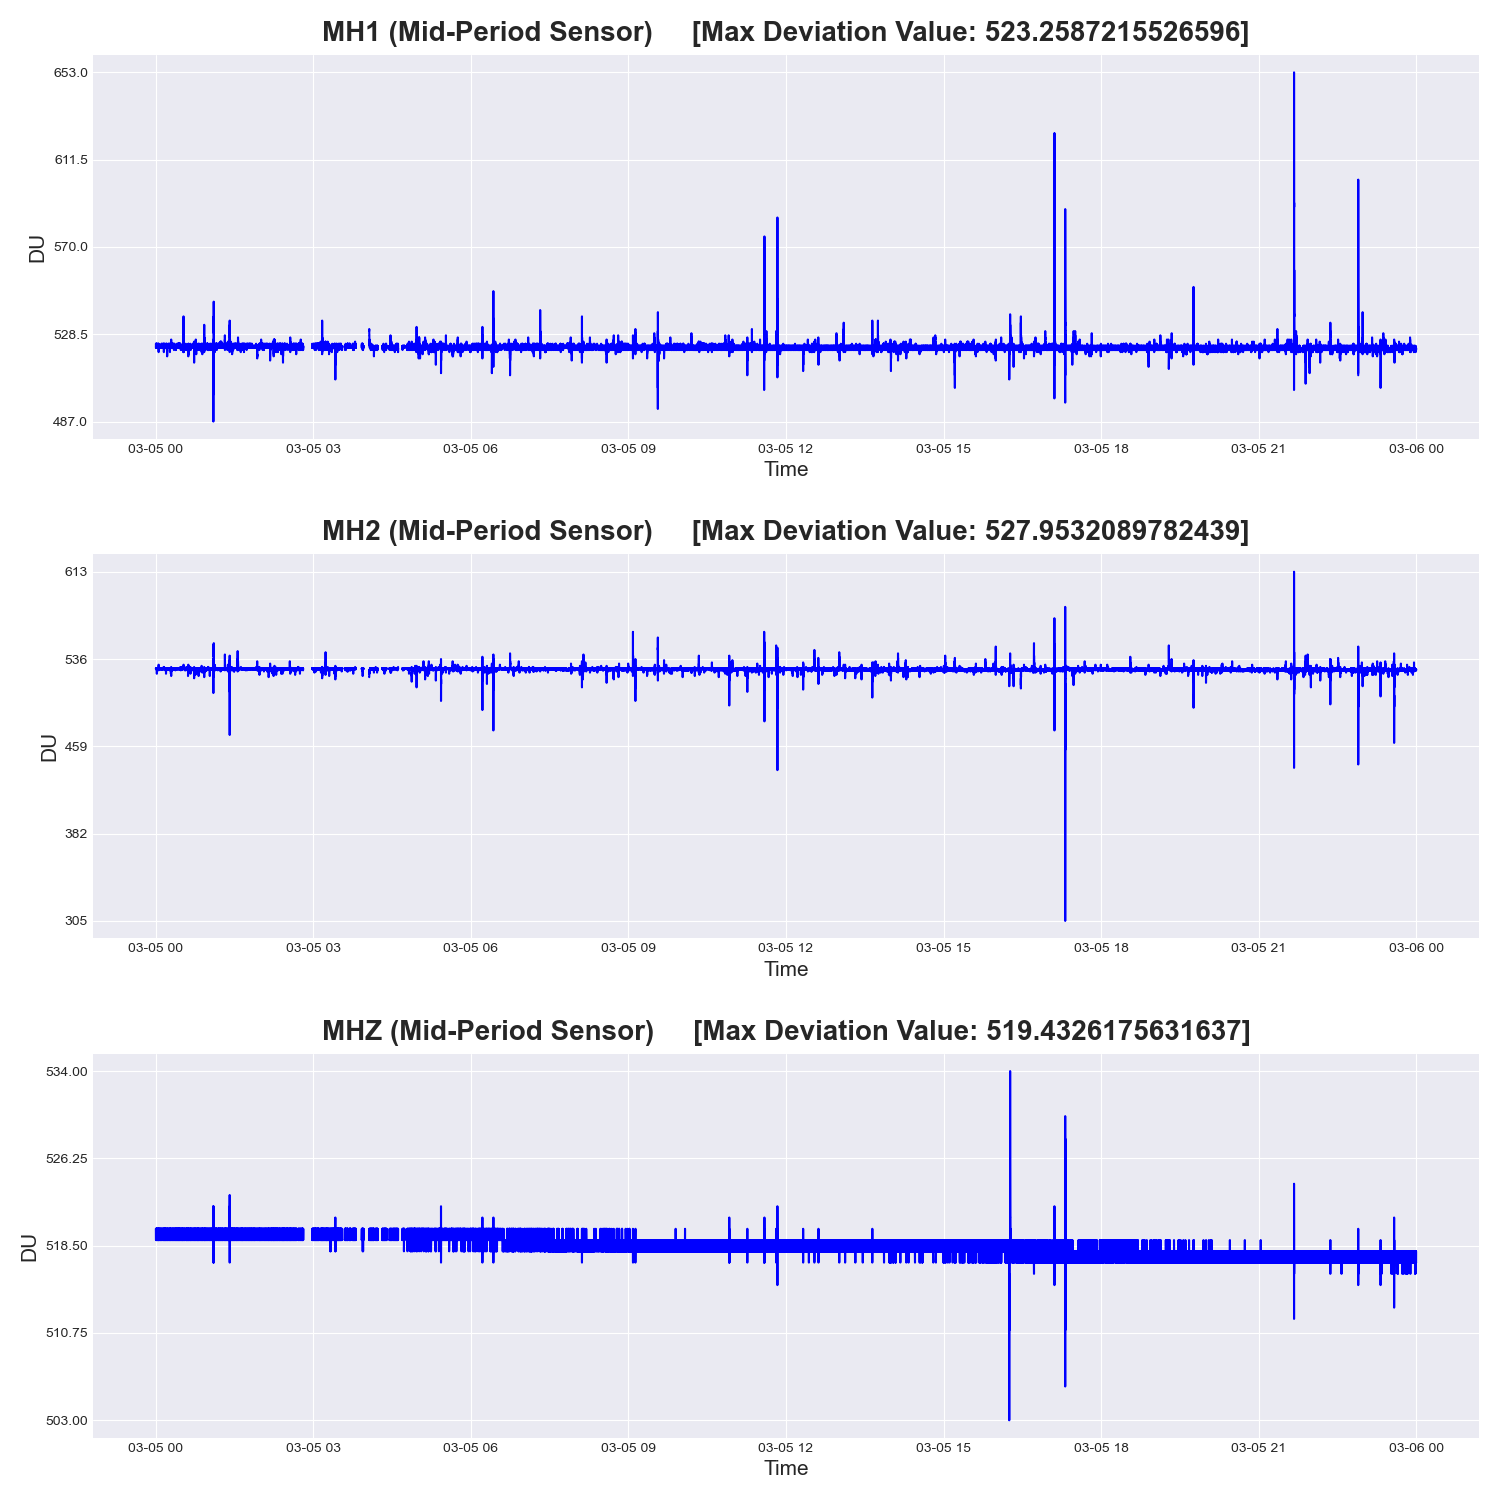 MH1 (Mid-Period Sensor) [Max Deviation Value: 523.2587215526596]
653.0
611.5
570.0
528.5
487.0
DU
03-05 00 03-05 03 03-05 06 03-05 09 03-05 12 03-05 15 03-05 18 03-05 21 03-06 00
Time
MH2 (Mid-Period Sensor) [Max Deviation Value: 527.9532089782439]
613
536
459
382
305
DU
03-05 00 03-05 03 03-05 06 03-05 09 03-05 12 03-05 15 03-05 18 03-05 21 03-06 00
Time
MHZ (Mid-Period Sensor) [Max Deviation Value: 519.4326175631637]
534.00
526.25
518.50
510.75
503.00
DU
03-05 00 03-05 03 03-05 06 03-05 09 03-05 12 03-05 15 03-05 18 03-05 21 03-06 00
Time